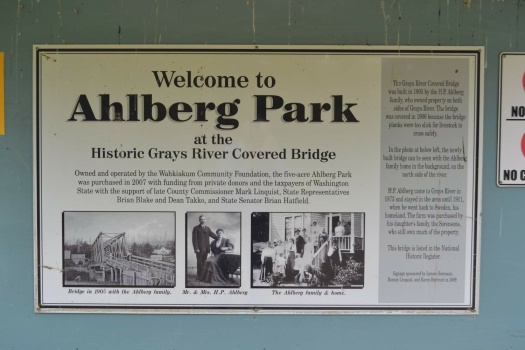 Welcome to
Ahlberg Park
at the
Historic Grays River Covered Bridge
Owned and operated by the Wahkiakum Community Foundation, the five-acre Ahlberg Park
was purchased in 2007 with funding from private donors and the taxpayers of Washington
State with the support of late County Commissioner Mark Linquist, State Representatives
Brian Blake and Dean Takko, and State Senator Brian Hatfield.
Bridge in 1905 with the Ahlberg family.
Mr. & Mrs. H.P. Ahlberg
The Ahlberg family & home.
The Grays River Covered Bridge
was built in 1905 by the H.P. Ahlberg
family, who owned property on both
sides of Grays River. The bridge
was covered in 1906 because the bridge
planks were too slick for livestock to
cross safely.
In the photo at below left, the newly
built bridge can be seen with the Ahlberg
family home in the background, on the
north side of the river.
H.P. Ahlberg came to Grays River in
1873 and stayed in the area until 1911,
when he went back to Sweden, his
homeland. The farm was purchased by
his daughter's family, the Sorensons,
who still own much of the property.
This bridge is listed in the National
Historic Register.
Signage sponsored by
in 2009
NO
NO C